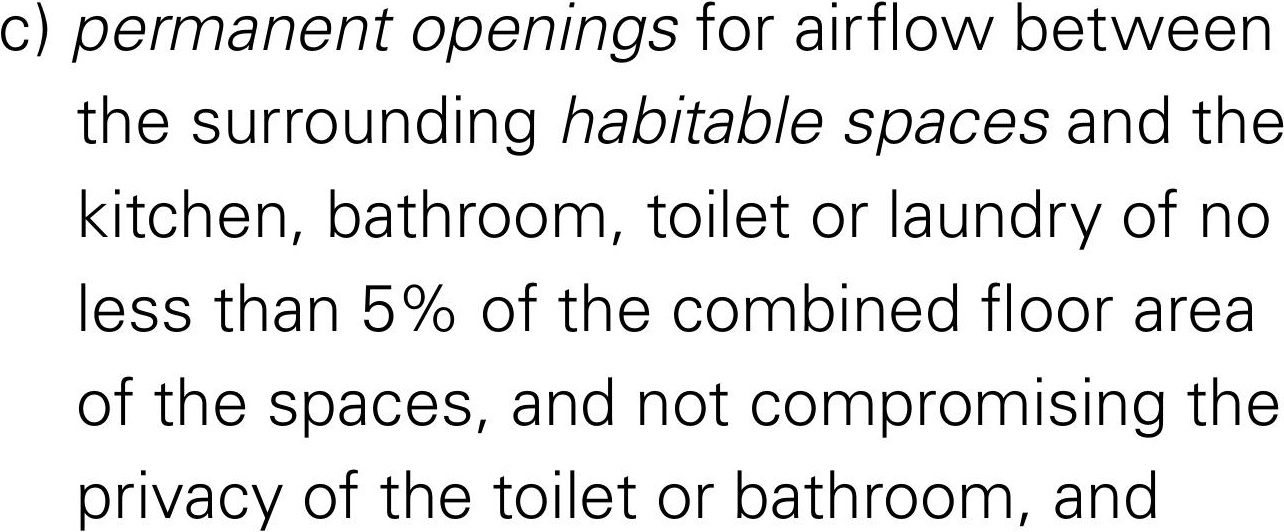 c) permanent openings for airflow between
the surrounding habitable spaces and the
kitchen, bathroom, toilet or laundry of no
less than 5% of the combined floor area
of the spaces, and not compromising the
privacy of the toilet or bathroom, and